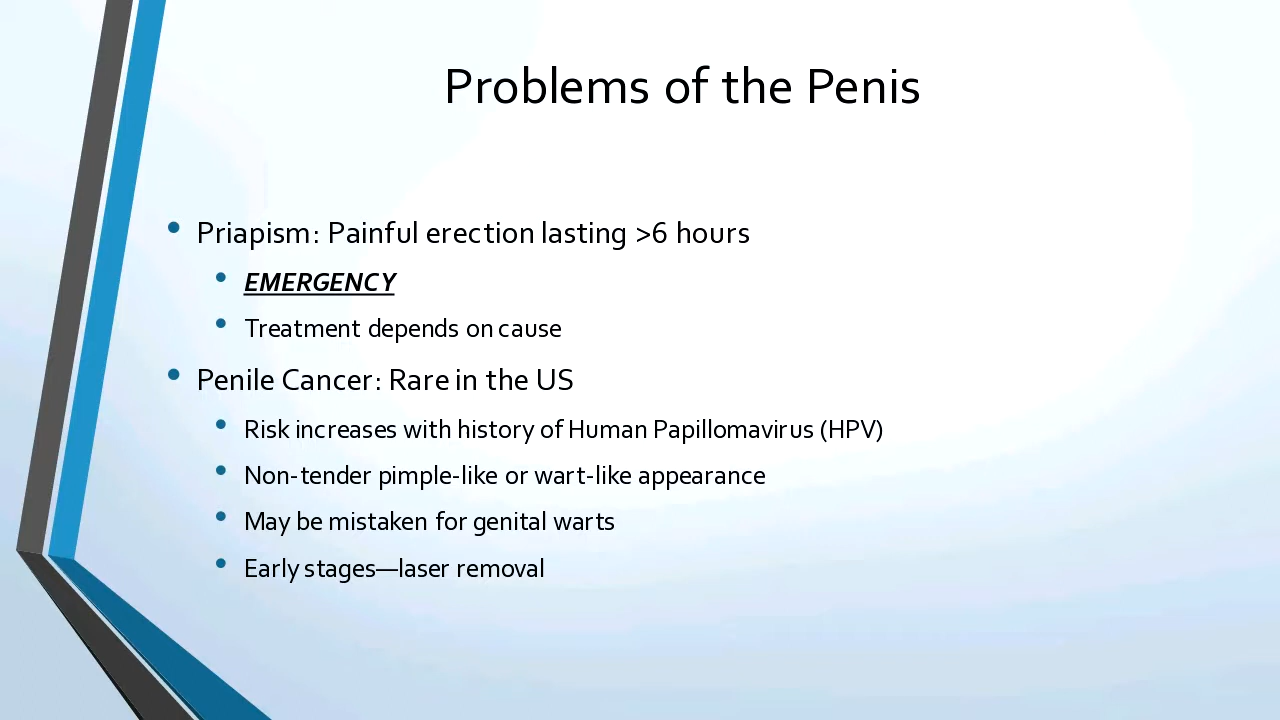 Problems of the Penis
• Priapism: Painful erection lasting >6 hours
• EMERGENCY
• Treatment depends on cause
• Penile Cancer: Rare in the US
• Risk increases with history of Human Papillomavirus (HPV)
• Non-tender pimple-like or wart-like appearance
• May be mistaken for genital warts
• Early stages—laser removal